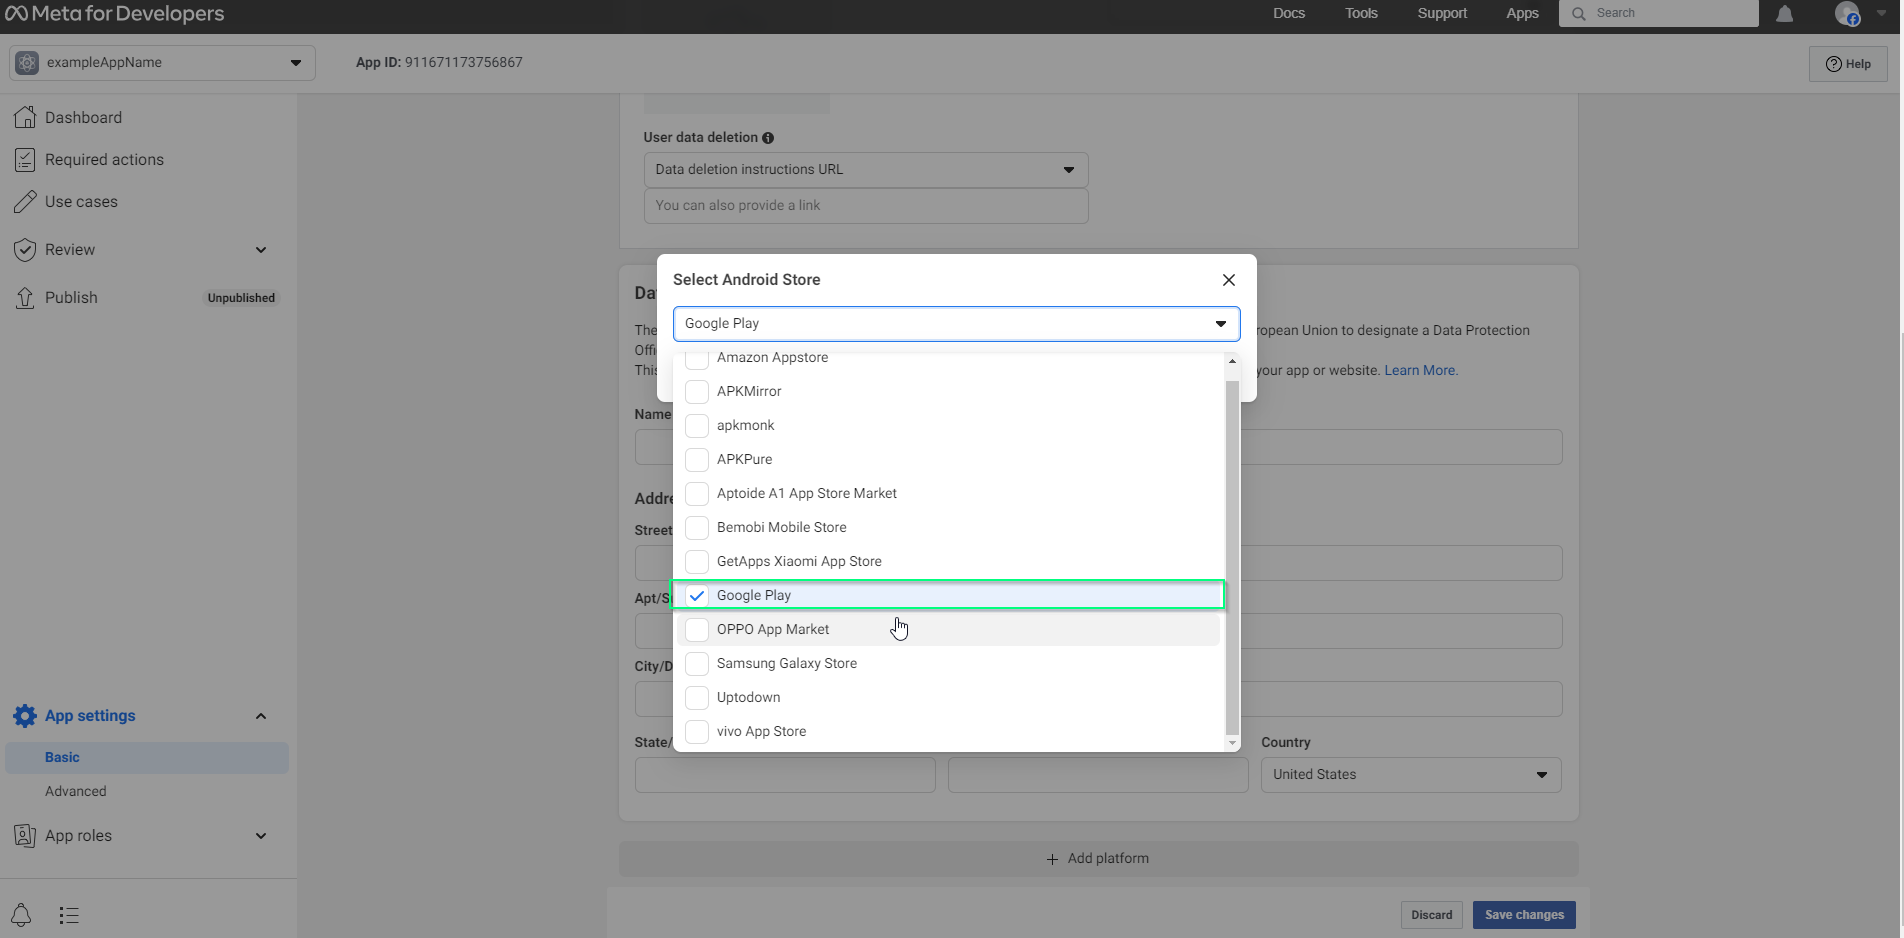 Meta for Developers
Docs
Tools
Support
Apps
Search
exampleAppName
App ID: 911671173756867
Help
Dashboard
Required actions
Use cases
Review
Publish
Unpublished
App settings
Basic
Advanced
App roles
User data deletion
Data deletion instructions URL
You can also provide a link
Select Android Store
Google Play
Amazon Appstore
APKMirror
apkmonk
APKPure
Aptoide A1 App Store Market
Bemobi Mobile Store
GetApps Xiaomi App Store
Google Play
OPPO App Market
Samsung Galaxy Store
Uptodown
vivo App Store
The
ropean Union to designate a Data Protection
Offi
your app or website. Learn More.
Name
Addre
Street
City/D
State/
Country
United States
Add platform
Discard
Save changes